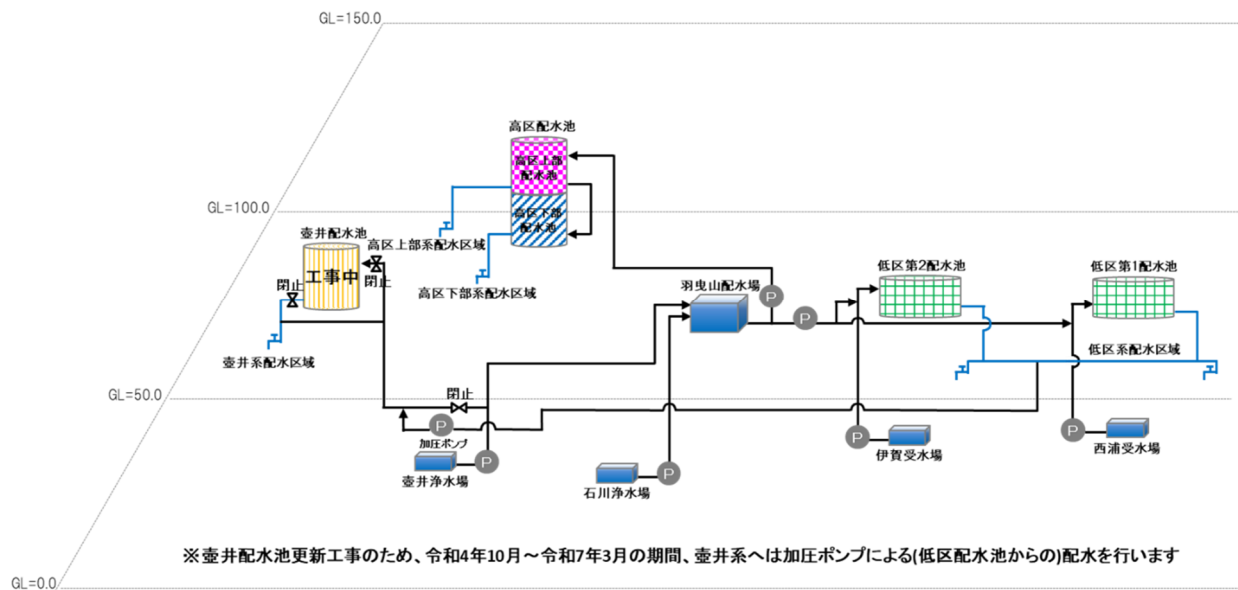 GL=150.0
高区配水池
高区上部
配水池
GL=100.0
高区下部
配水池
壺井配水池
高区上部系配水区域
工事中
閉止
閉止
高区下部系配水区域
羽曳山配水場
低区第2配水池
低区第1配水池
P
P
壺井系配水区域
低区系配水区域
GL=50.0
閉止
P
加圧ポンプ
P
壺井浄水場
P
石川浄水場
P
伊賀受水場
P
西浦受水場
※壺井配水池更新工事のため、令和4年10月～令和7年3月の期間、壺井系へは加圧ポンプによる(低区配水池からの)配水を行います
GL=0.0